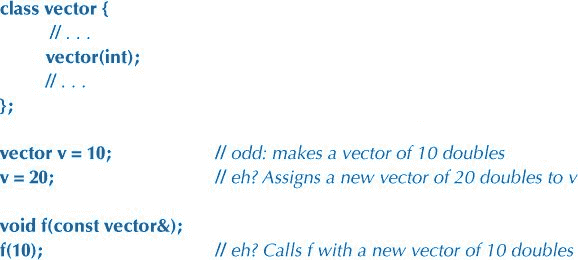 class vector {
// . . .
vector(int);
// . . .
};
vector v = 10; // odd: makes a vector of 10 doubles
v = 20; // eh? Assigns a new vector of 20 doubles to v
void f(const vector&);
f(10); // eh? Calls f with a new vector of 10 doubles